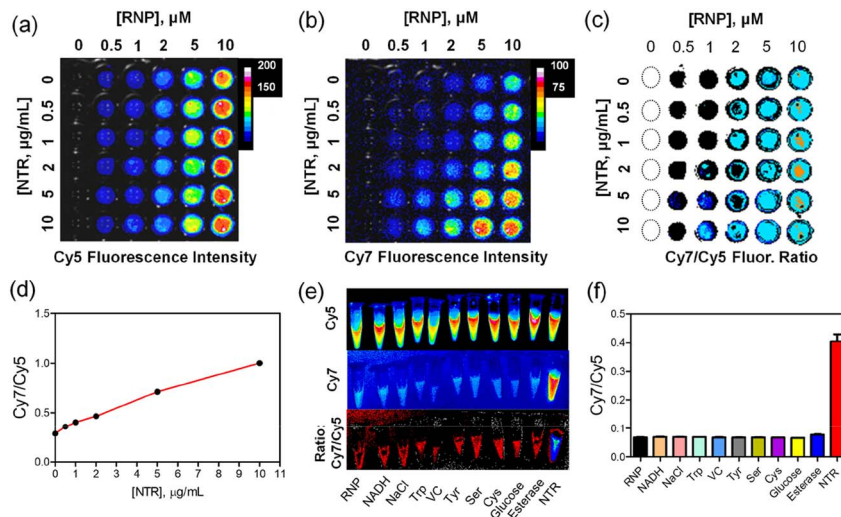 (a)
[RNP], µM
0 0.5 1 2 5 10
[NTR, µg/mL]
0
0.5
1
2
5
10
200
150
Cy5 Fluorescence Intensity
(b)
[RNP], µM
0 0.5 1 2 5 10
[NTR, µg/mL]
0
0.5
1
2
5
10
100
75
Cy7 Fluorescence Intensity
(c)
[RNP], µM
0 0.5 1 2 5 10
[NTR, µg/mL]
0
0.5
1
2
5
10
Cy7/Cy5 Fluor. Ratio
(d)
Cy7/Cy5
1.5
1.0
0.5
0.0
0 1 2 3 4 5 6 7 8 9 10 11
[NTR], µg/mL
(e)
Cy5
Cy7
Ratio:
Cy7/Cy5
RNP
NADH
NaCl
Trp
VC
Tyr
Ser
Cys
Glucose
Esterase
NTR
(f)
Cy7/Cy5
0.5
0.4
0.3
0.2
0.1
0.0
RNP
NADH
NaCl
Trp
VC
Tyr
Ser
Cys
Glucose
Esterase
NTR